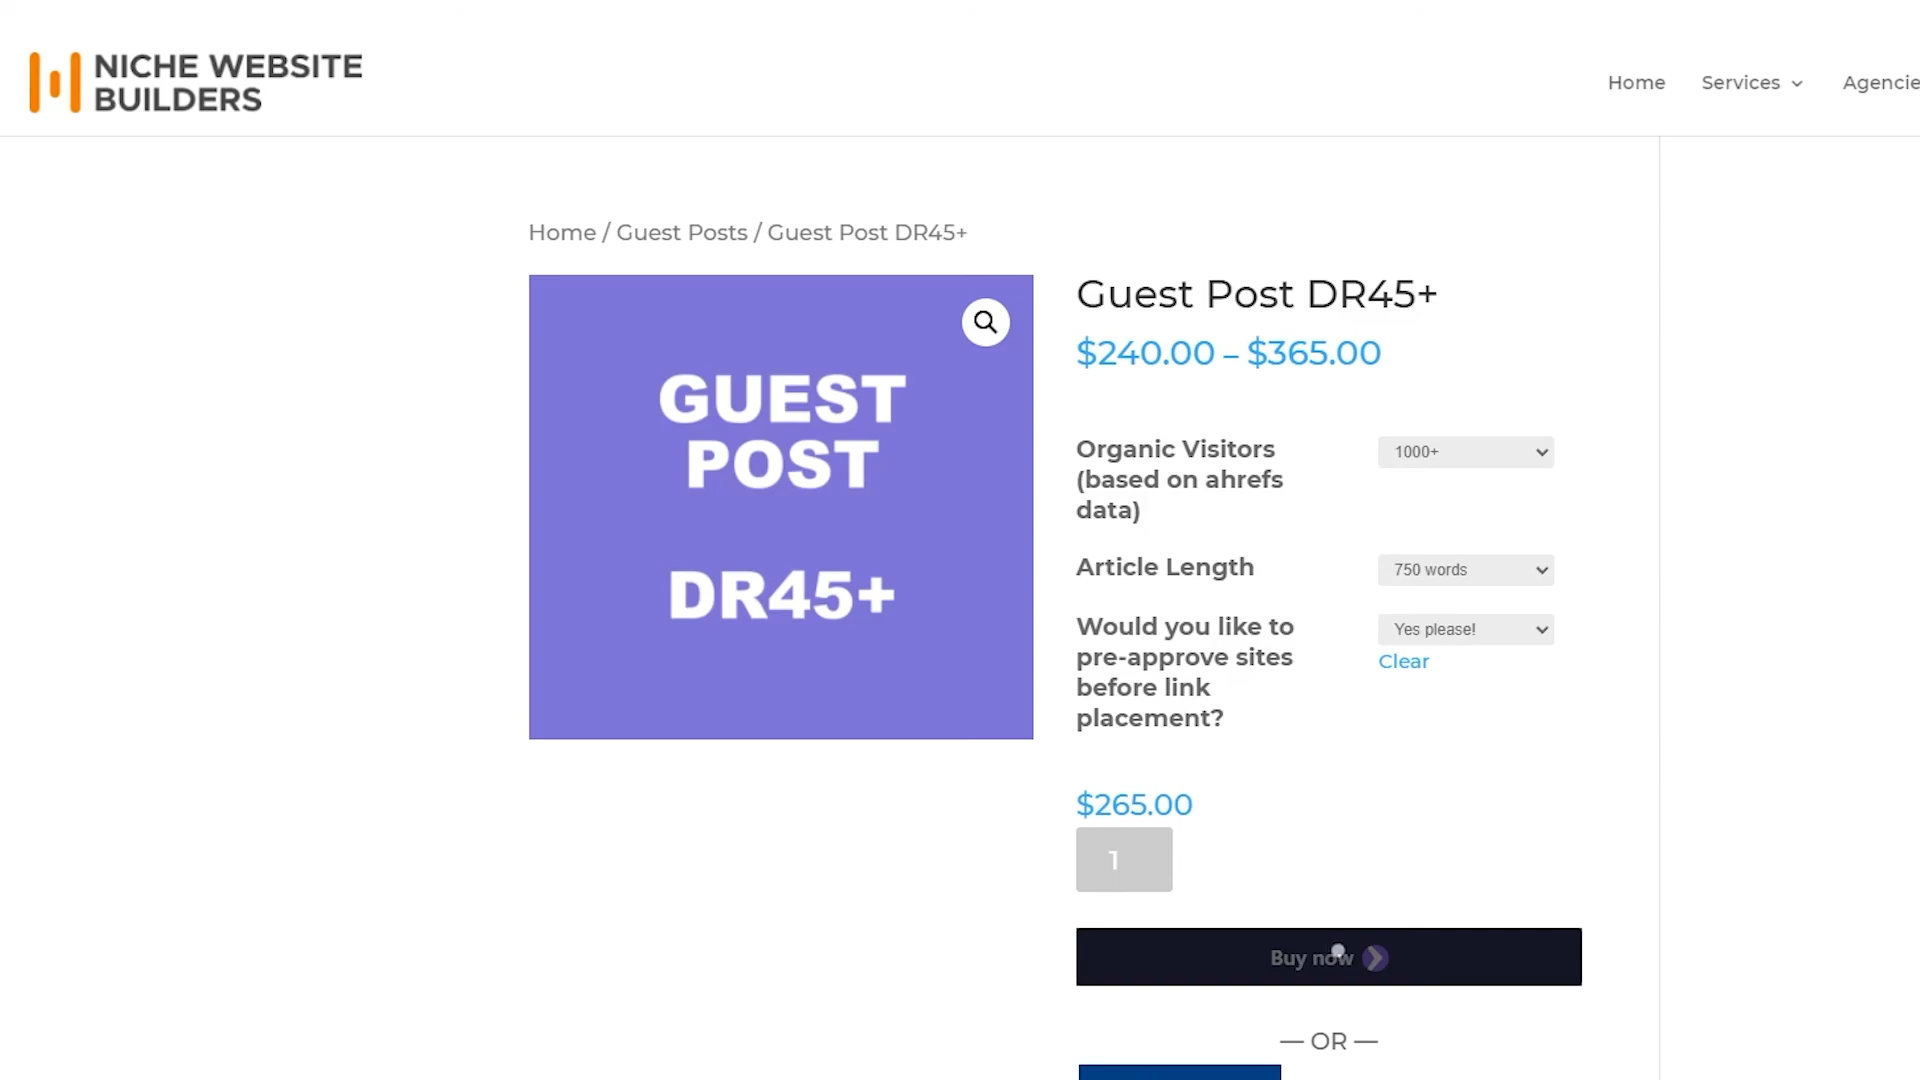 NICHE WEBSITE
BUILDERS
Home
Services
Agencie
Home / Guest Posts / Guest Post DR45+
GUEST
POST
DR45+
Guest Post DR45+
$240.00 – $365.00
Organic Visitors
(based on ahrefs
data)
1000+
Article Length
750 words
Would you like to
pre-approve sites
before link
placement?
Yes please!
Clear
$265.00
1
Buy now
— OR —